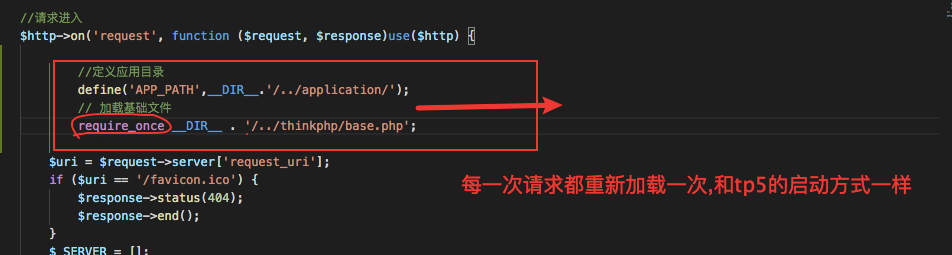 //请求进入
$http->on('request', function ($request, $response)use($http) {
//定义应用目录
define('APP_PATH',__DIR__.'/../application/');
// 加载基础文件
require_once __DIR__ . '/../thinkphp/base.php';
$uri = $request->server['request_uri'];
if ($uri == '/favicon.ico') {
$response->status(404);
$response->end();
}
$_SERVER = [];
每一次请求都重新加载一次,和tp5的启动方式一样